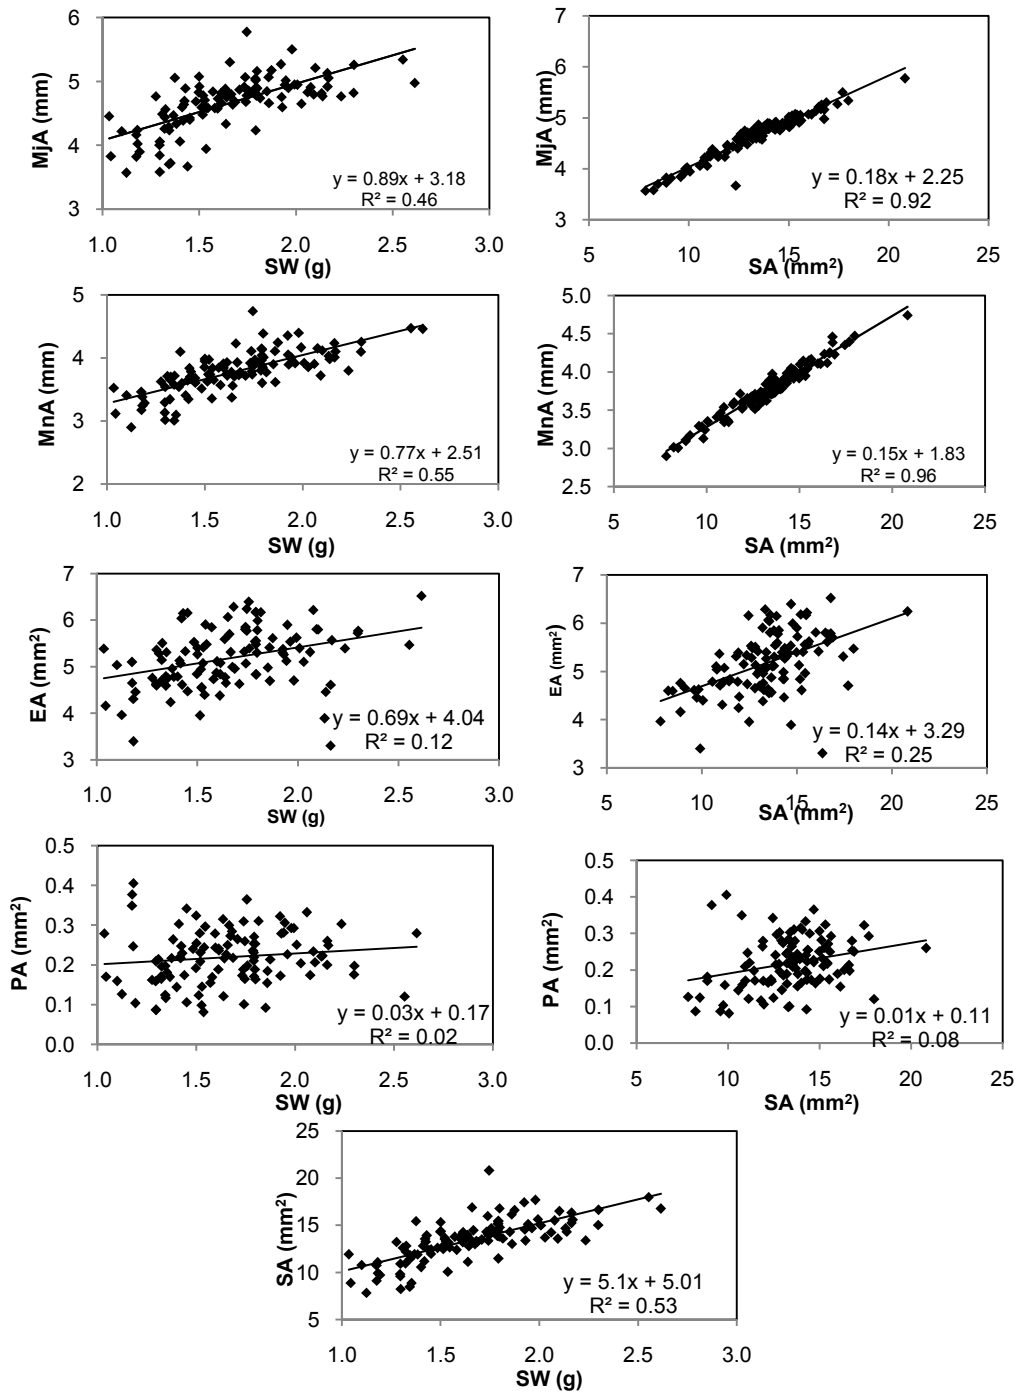 6
5
4
3
MjA (mm)
y = 0.89x + 3.18
R² = 0.46
1.0 1.5 2.0 2.5 3.0
SW (g)
7
6
5
4
3
MjA (mm)
y = 0.18x + 2.25
R² = 0.92
5 10 15 20 25
SA (mm²)
5
4
3
2
MnA (mm)
y = 0.77x + 2.51
R² = 0.55
1.0 1.5 2.0 2.5 3.0
SW (g)
5.0
4.5
4.0
3.5
3.0
2.5
MnA (mm)
y = 0.15x + 1.83
R² = 0.96
5 10 15 20 25
SA (mm²)
7
6
5
4
3
EA (mm²)
y = 0.69x + 4.04
R² = 0.12
1.0 1.5 2.0 2.5 3.0
SW (g)
7
6
5
4
3
EA (mm²)
y = 0.14x + 3.29
R² = 0.25
5 10 15 20 25
SA (mm²)
0.5
0.4
0.3
0.2
0.1
0.0
PA (mm²)
y = 0.03x + 0.17
R² = 0.02
1.0 1.5 2.0 2.5 3.0
SW (g)
0.5
0.4
0.3
0.2
0.1
0.0
PA (mm²)
y = 0.01x + 0.11
R² = 0.08
5 10 15 20 25
SA (mm²)
25
20
15
10
5
SA (mm²)
y = 5.1x + 5.01
R² = 0.53
1.0 1.5 2.0 2.5 3.0
SW (g)